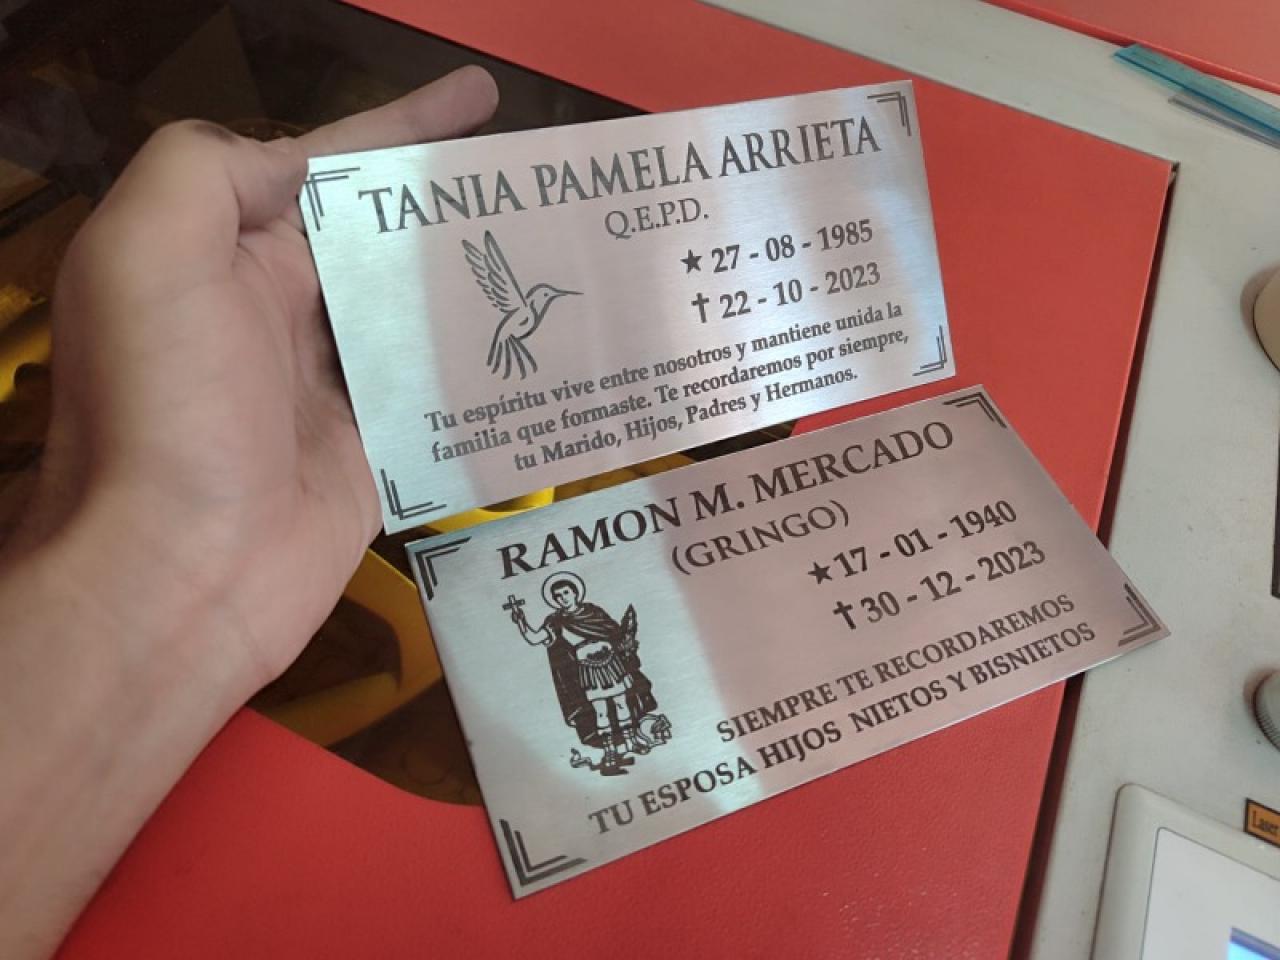 TANIA PAMELA ARRIETA
Q.E.P.D.
★ 27 - 08 - 1985
✝ 22 - 10 - 2023
Tu espíritu vive entre nosotros y mantiene unida la
familia que formaste. Te recordaremos por siempre,
tu Marido, Hijos, Padres y Hermanos.
RAMON M. MERCADO
(GRINGO)
★ 17 - 01 - 1940
✝ 30 - 12 - 2023
SIEMPRE TE RECORDAREMOS
TU ESPOSA HIJOS NIETOS Y BISNIETOS
Laser